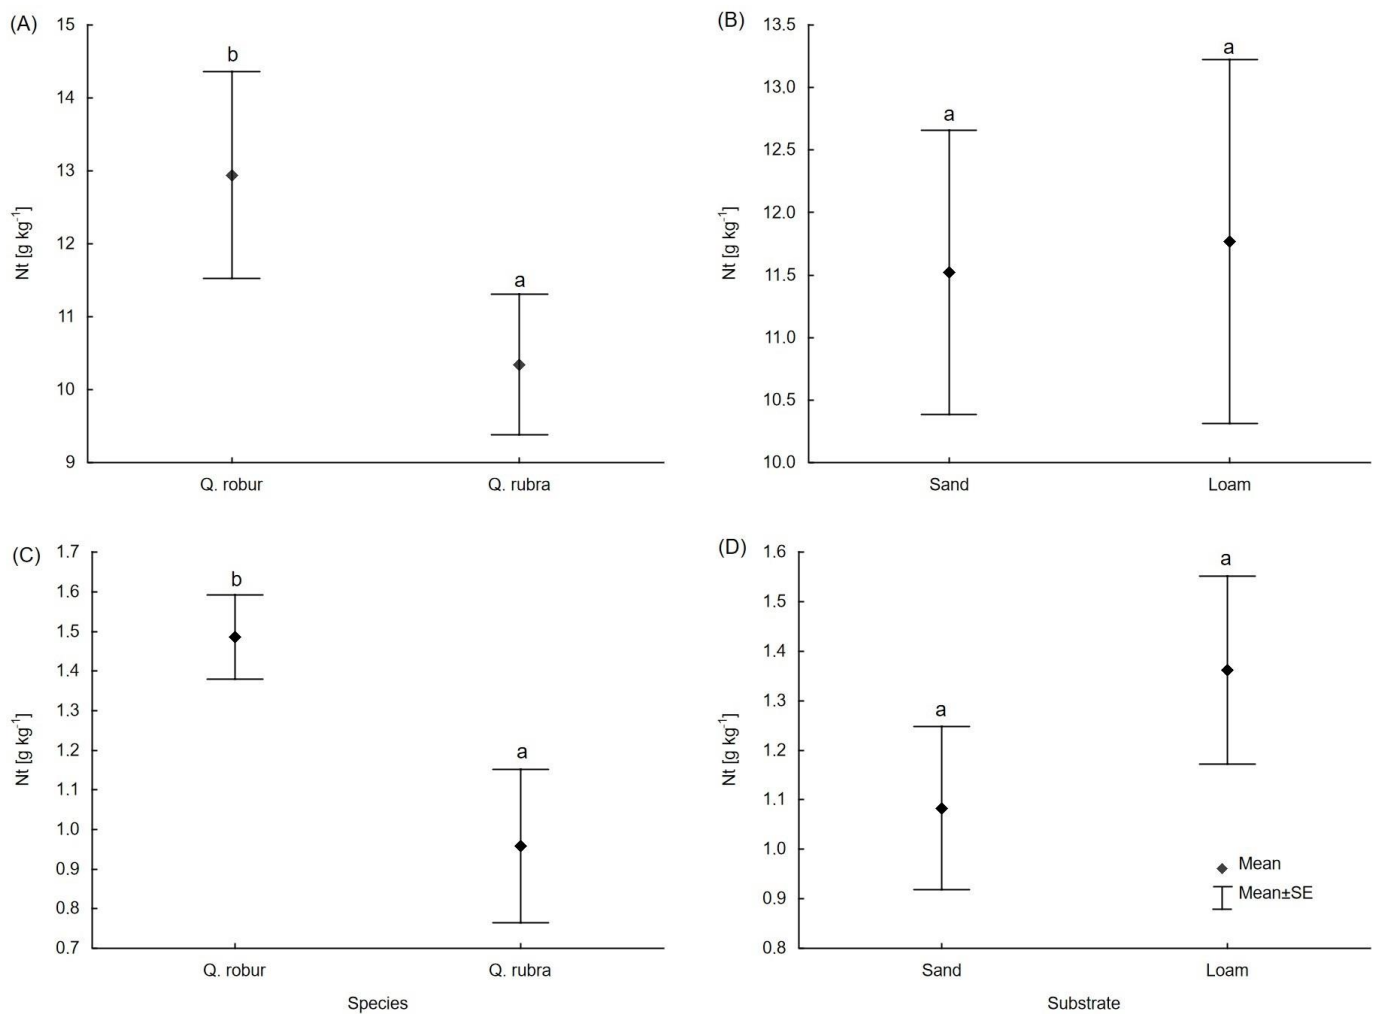 (A)
15
14
13
12
11
10
9
Nt [g kg⁻¹]
b
a
Q. robur
Q. rubra
(B)
13.5
13.0
12.5
12.0
11.5
11.0
10.5
10.0
Nt [g kg⁻¹]
a
a
Sand
Loam
(C)
1.7
1.6
1.5
1.4
1.3
1.2
1.1
1.0
0.9
0.8
0.7
Nt [g kg⁻¹]
b
a
Q. robur
Q. rubra
Species
(D)
1.6
1.5
1.4
1.3
1.2
1.1
1.0
0.9
0.8
Nt [g kg⁻¹]
a
a
Mean
Mean±SE
Sand
Loam
Substrate